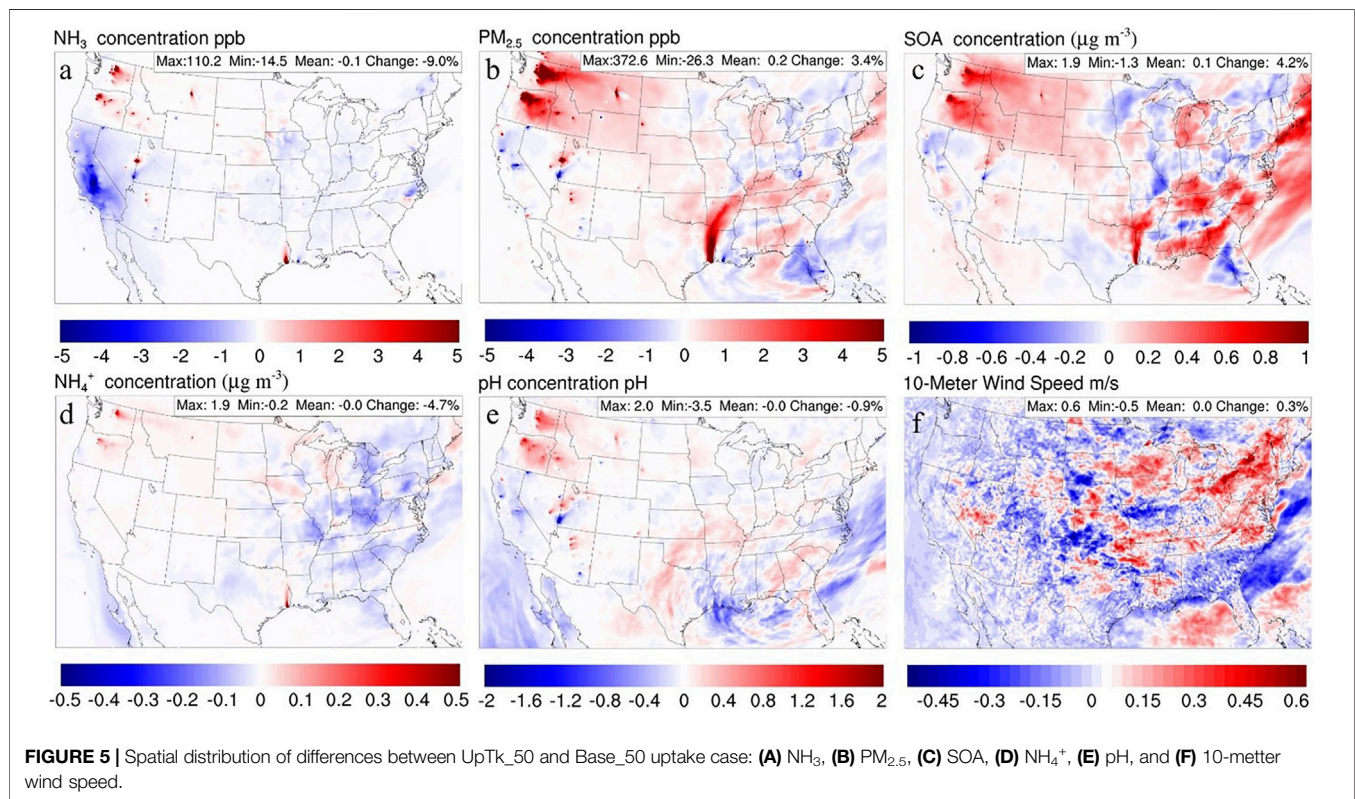 NH₃ concentration ppb
Max:110.2 Min:-14.5 Mean: -0.1 Change: -9.0%
a
-5 -4 -3 -2 -1 0 1 2 3 4 5
PM₂.₅ concentration ppb
Max:372.6 Min:-26.3 Mean: 0.2 Change: 3.4%
b
-5 -4 -3 -2 -1 0 1 2 3 4 5
SOA concentration (µg m⁻³)
Max: 1.9 Min:-1.3 Mean: 0.1 Change: 4.2%
c
-1 -0.8 -0.6 -0.4 -0.2 0 0.2 0.4 0.6 0.8 1
NH₄⁺ concentration (µg m⁻³)
Max: 1.9 Min:-0.2 Mean: -0.0 Change: -4.7%
d
-0.5 -0.4 -0.3 -0.2 -0.1 0 0.1 0.2 0.3 0.4 0.5
pH concentration pH
Max: 2.0 Min:-3.5 Mean: -0.0 Change: -0.9%
e
-2 -1.6 -1.2 -0.8 -0.4 0 0.4 0.8 1.2 1.6 2
10-Meter Wind Speed m/s
Max: 0.6 Min:-0.5 Mean: 0.0 Change: 0.3%
f
-0.45 -0.3 -0.15 0 0.15 0.3 0.45 0.6
FIGURE 5 | Spatial distribution of differences between UpTk_50 and Base_50 uptake case: (A) NH₃, (B) PM₂.₅, (C) SOA, (D) NH₄⁺, (E) pH, and (F) 10-metter
wind speed.